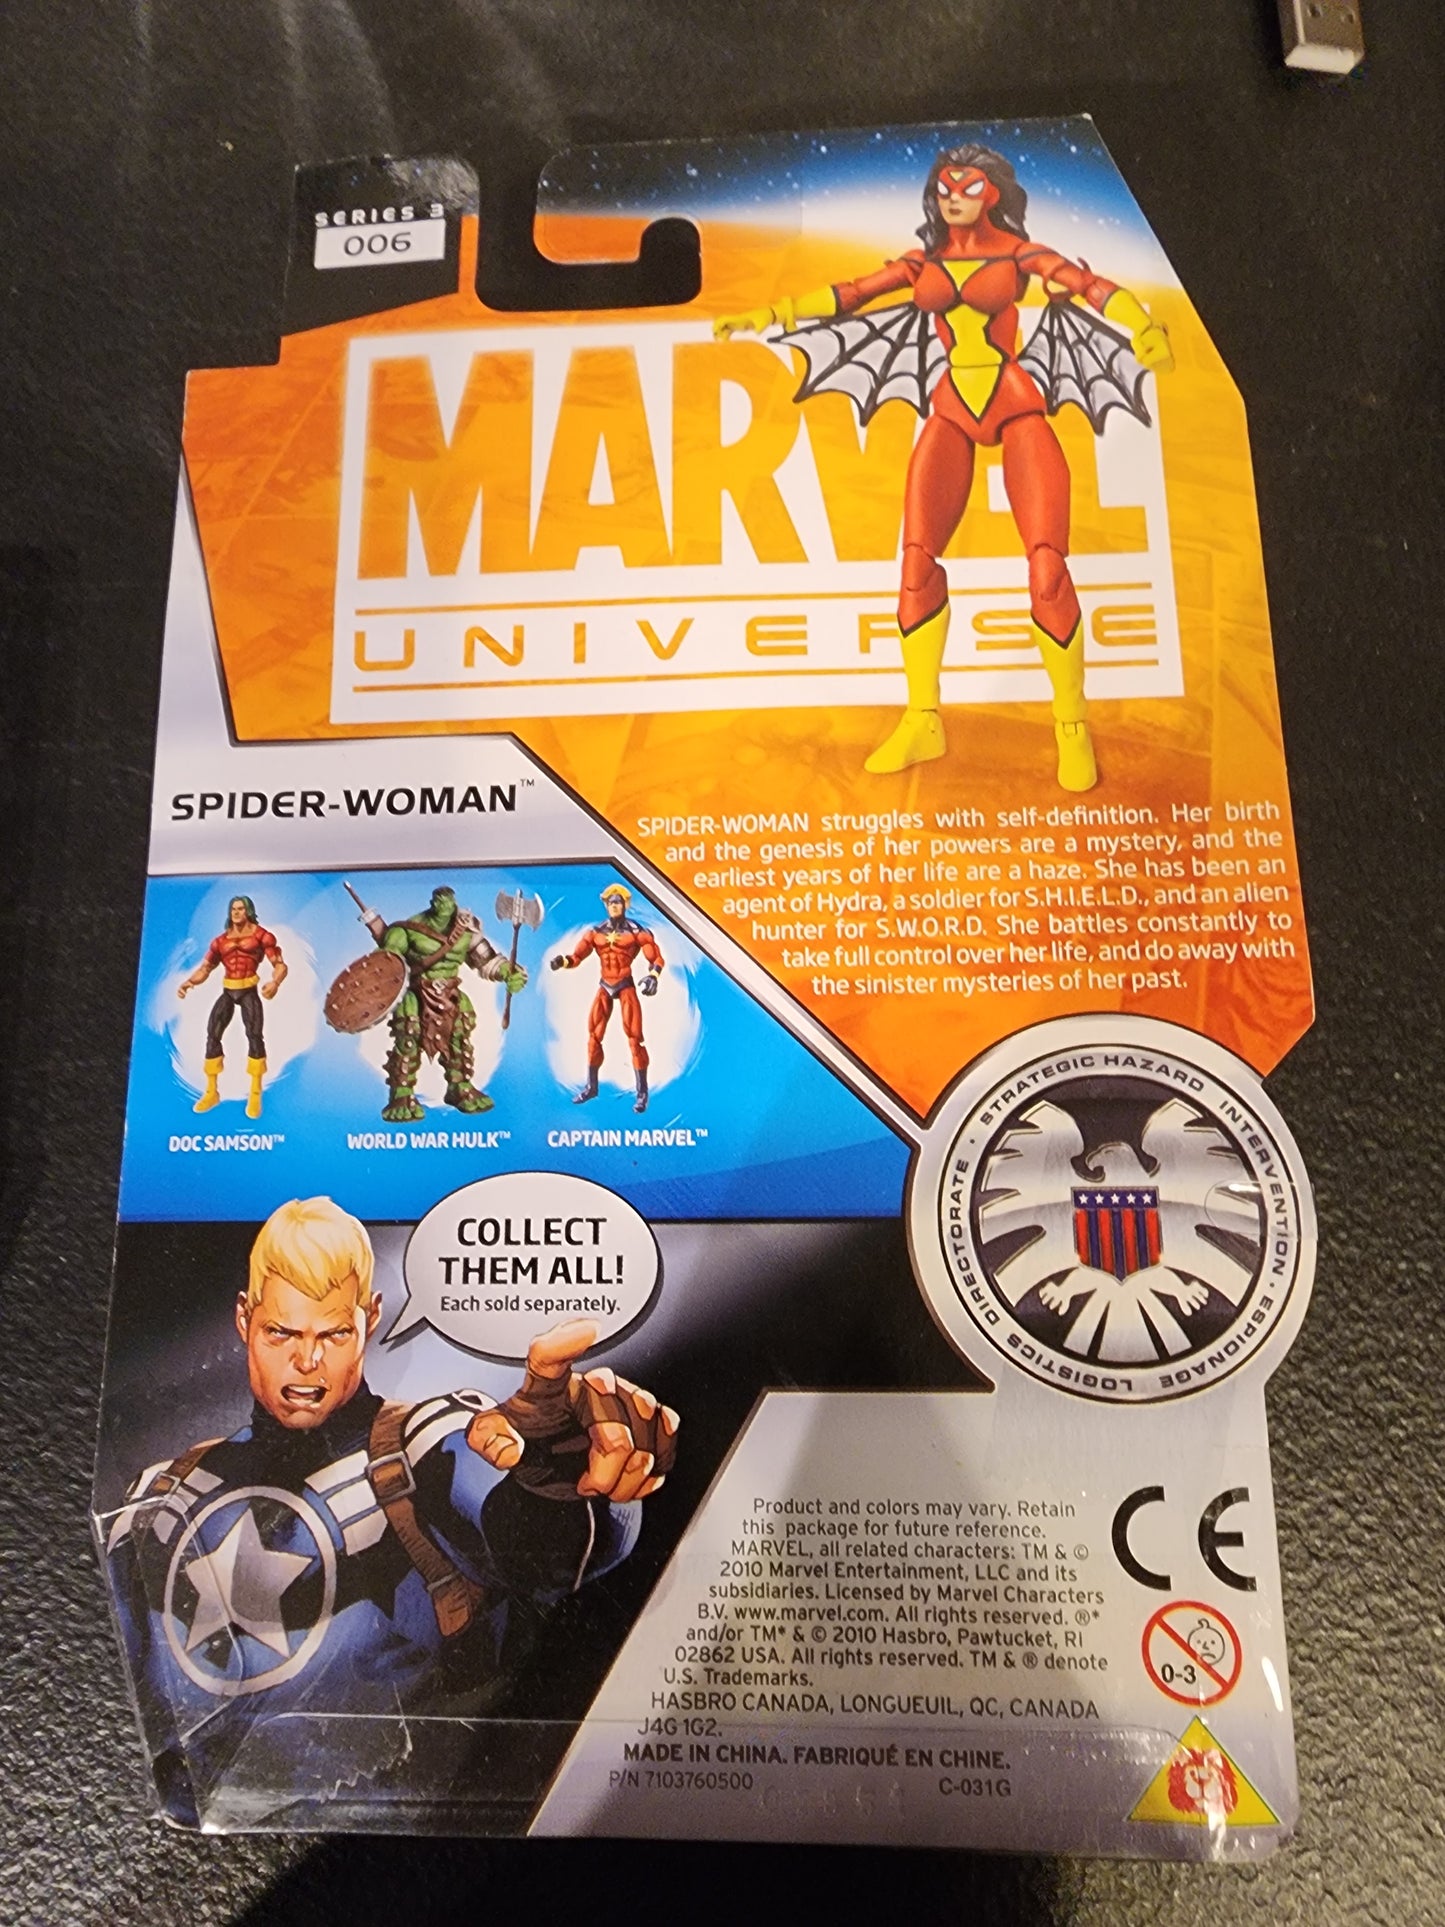 SERIES 3
006
MARVEL
UNIVERSE
SPIDER-WOMAN™
SPIDER-WOMAN struggles with self-definition. Her birth
and the genesis of her powers are a mystery, and the
earliest years of her life are a haze. She has been an
agent of Hydra, a soldier for S.H.I.E.L.D., and an alien
hunter for S.W.O.R.D. She battles constantly to
take full control over her life, and do away with
the sinister mysteries of her past.
DOC SAMSON™
WORLD WAR HULK™
CAPTAIN MARVEL™
STRATEGIC HAZARD INTERVENTION · ESPIONAGE LOGISTICS DIRECTORATE ·
COLLECT
THEM ALL!
Each sold separately.
Product and colors may vary. Retain
this package for future reference.
MARVEL, all related characters: TM & ©
2010 Marvel Entertainment, LLC and its
subsidiaries. Licensed by Marvel Characters
B.V. www.marvel.com. All rights reserved. ®*
and/or TM* & © 2010 Hasbro, Pawtucket, RI
02862 USA. All rights reserved. TM & ® denote
U.S. Trademarks.
HASBRO CANADA, LONGUEUIL, QC, CANADA
J4G 1G2.
MADE IN CHINA. FABRIQUÉ EN CHINE.
P/N 7103760500
C-031G
CE
0-3